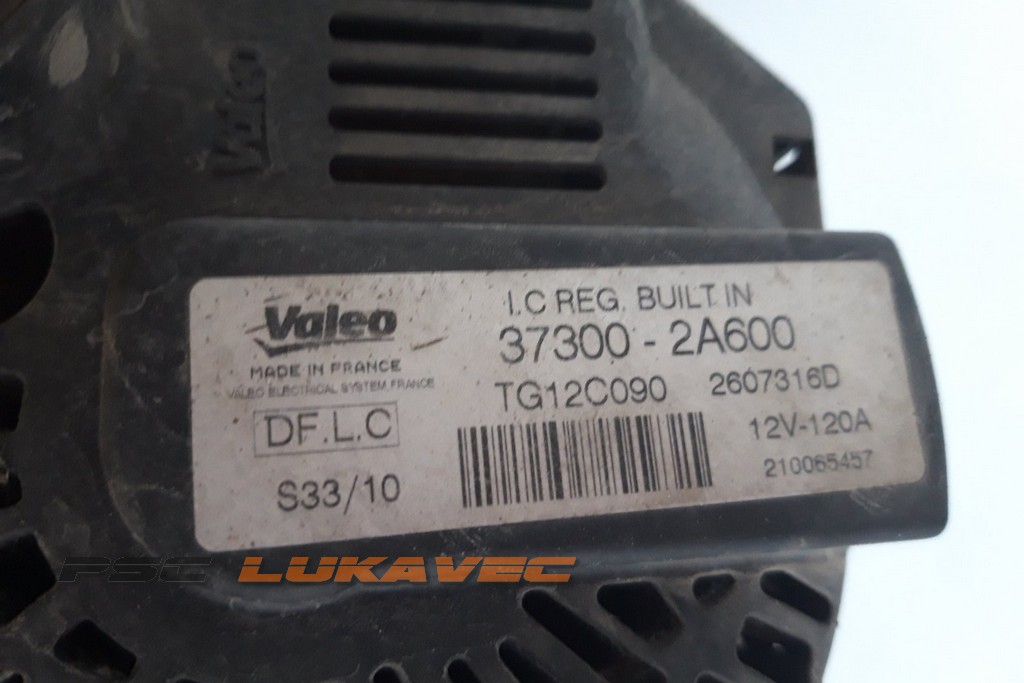 Valeo
Valeo
MADE IN FRANCE
VALEO ELECTRICAL SYSTEM, FRANCE
DF.L.C
S33/10
I.C REG. BUILT IN
37300 - 2A600
TG12C090 2607316D
12V-120A
210065457
PSC LUKAVEC